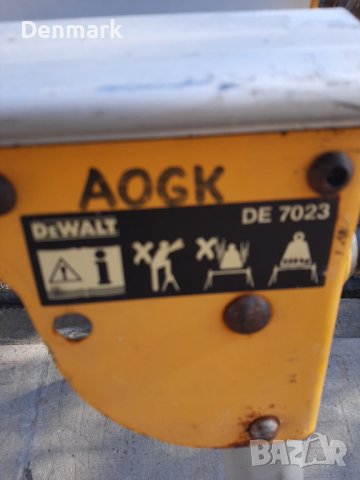 Denmark
AOGK
DEWALT DE 7023
BAZAR